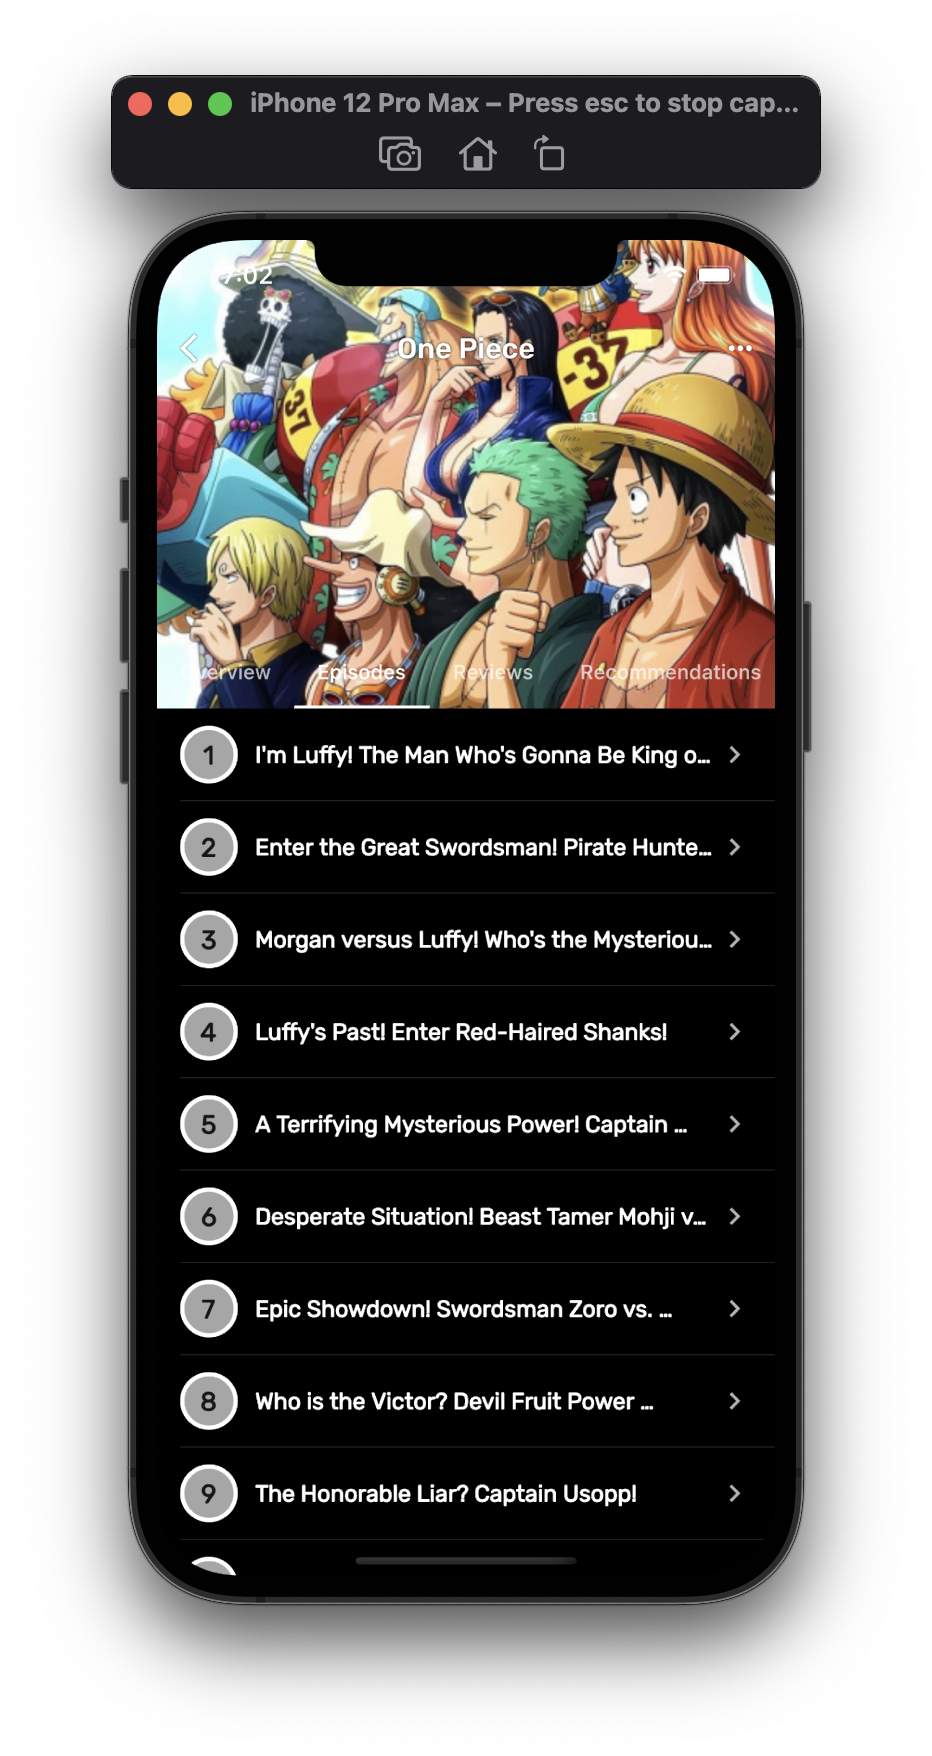 iPhone 12 Pro Max – Press esc to stop cap...
7:02
One Piece
37
-37
Overview Episodes Reviews Recommendations
1 I'm Luffy! The Man Who's Gonna Be King o...
2 Enter the Great Swordsman! Pirate Hunte...
3 Morgan versus Luffy! Who's the Mysteriou...
4 Luffy's Past! Enter Red-Haired Shanks!
5 A Terrifying Mysterious Power! Captain ...
6 Desperate Situation! Beast Tamer Mohji v...
7 Epic Showdown! Swordsman Zoro vs. ...
8 Who is the Victor? Devil Fruit Power ...
9 The Honorable Liar? Captain Usopp!